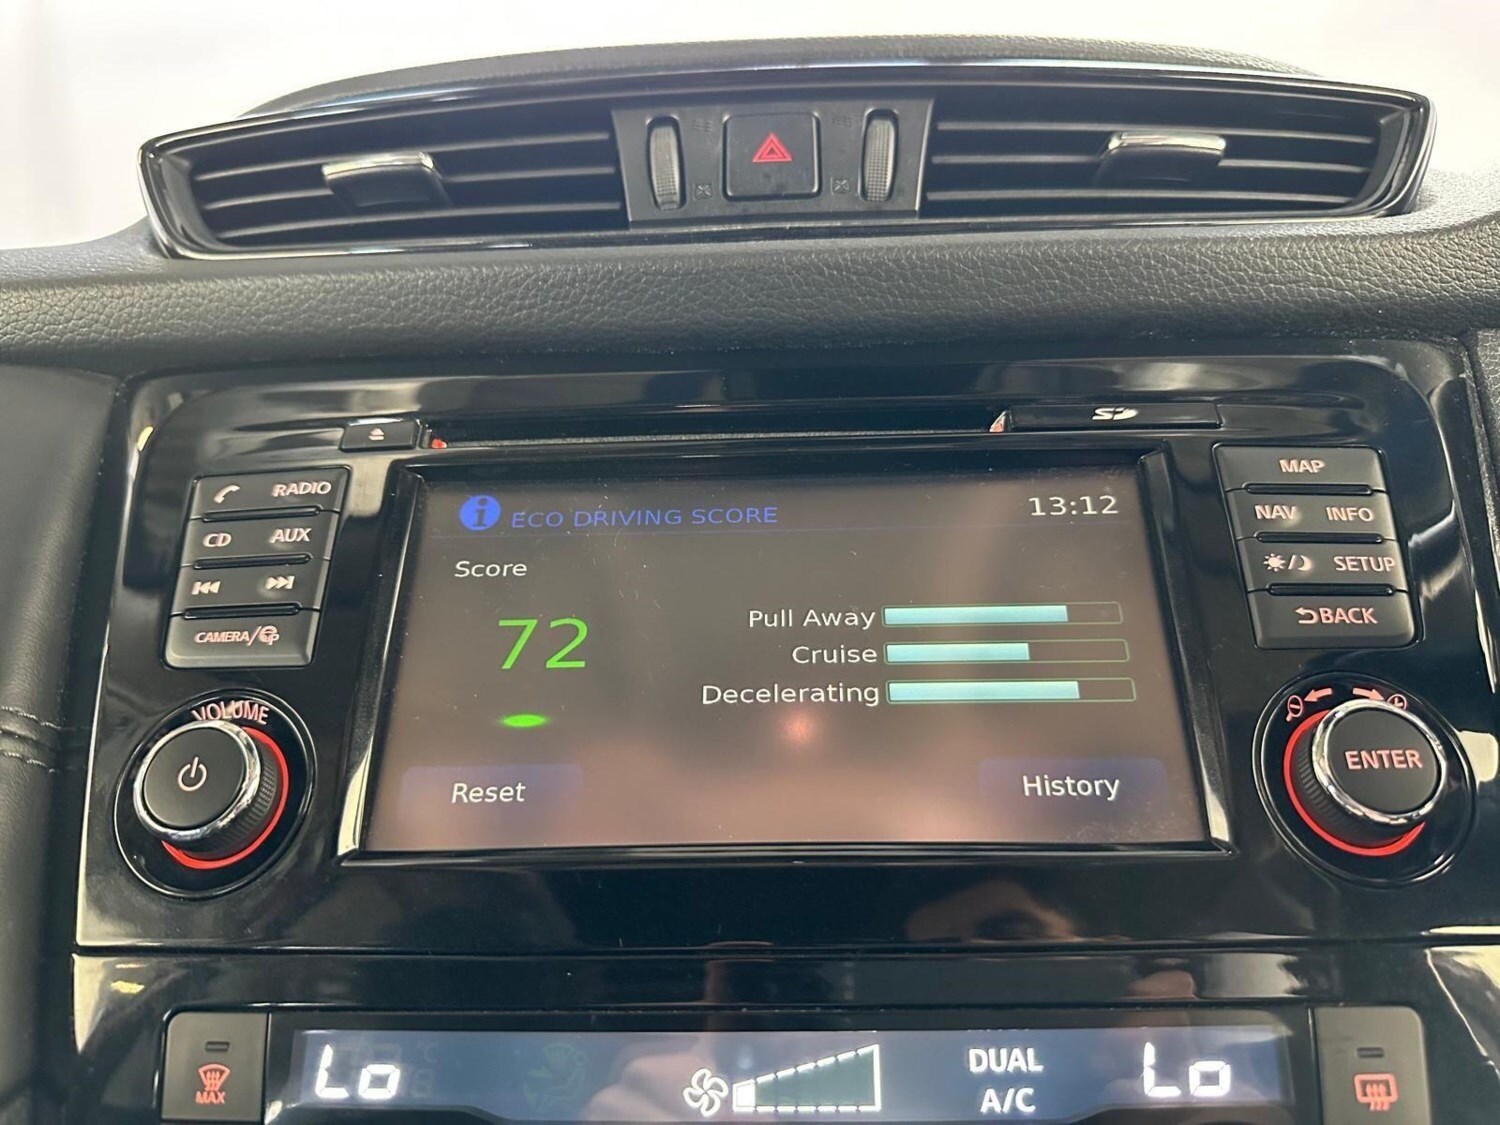 SD
RADIO
CD AUX
CAMERA/
VOLUME
i ECO DRIVING SCORE 13:12
Score
72
Pull Away
Cruise
Decelerating
Reset History
MAP
NAV INFO
SETUP
BACK
ENTER
MAX
Lo DUAL Lo
A/C